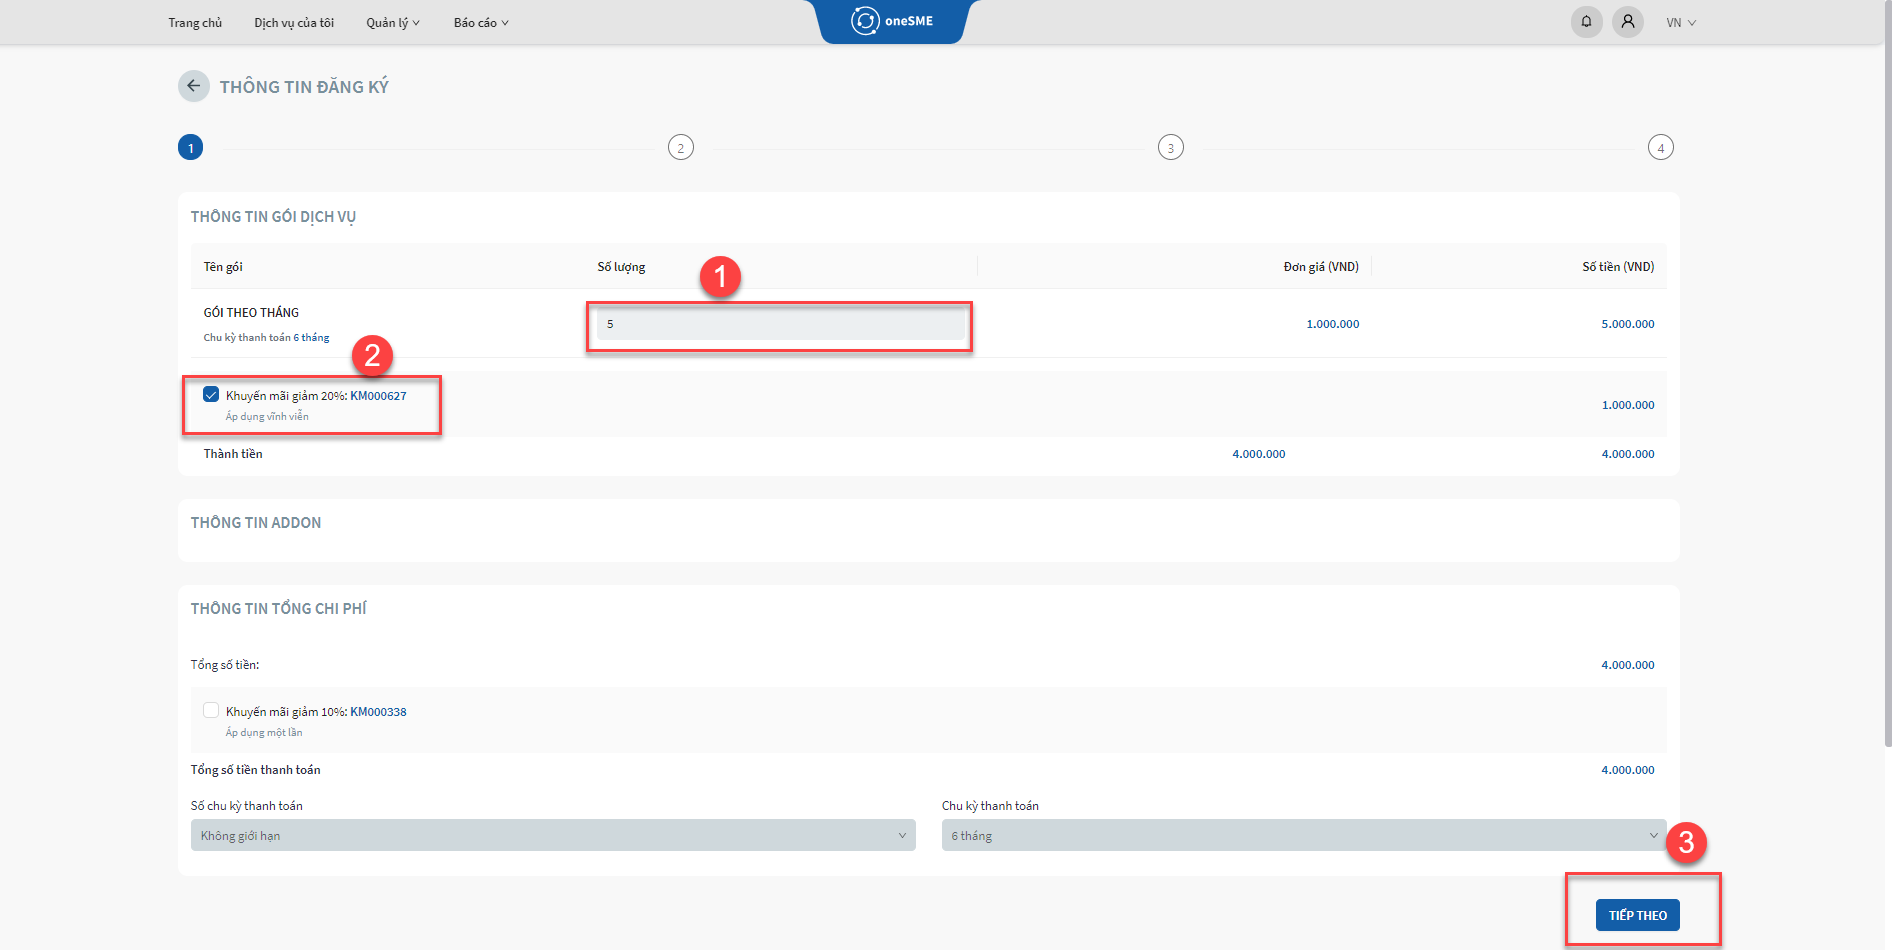 Trang chủ Dịch vụ của tôi Quản lý Báo cáo oneSME VN
THÔNG TIN ĐĂNG KÝ
1 2 3 4
THÔNG TIN GÓI DỊCH VỤ
Tên gói Số lượng Đơn giá (VND) Số tiền (VND)
1
GÓI THEO THÁNG
5 1.000.000 5.000.000
Chu kỳ thanh toán 6 tháng
2
Khuyến mãi giảm 20%: KM000627
Áp dụng vĩnh viễn
1.000.000
Thành tiền 4.000.000 4.000.000
THÔNG TIN ADDON
THÔNG TIN TỔNG CHI PHÍ
Tổng số tiền: 4.000.000
Khuyến mãi giảm 10%: KM000338
Áp dụng một lần
Tổng số tiền thanh toán 4.000.000
Số chu kỳ thanh toán Chu kỳ thanh toán
Không giới hạn 6 tháng
3
TIẾP THEO